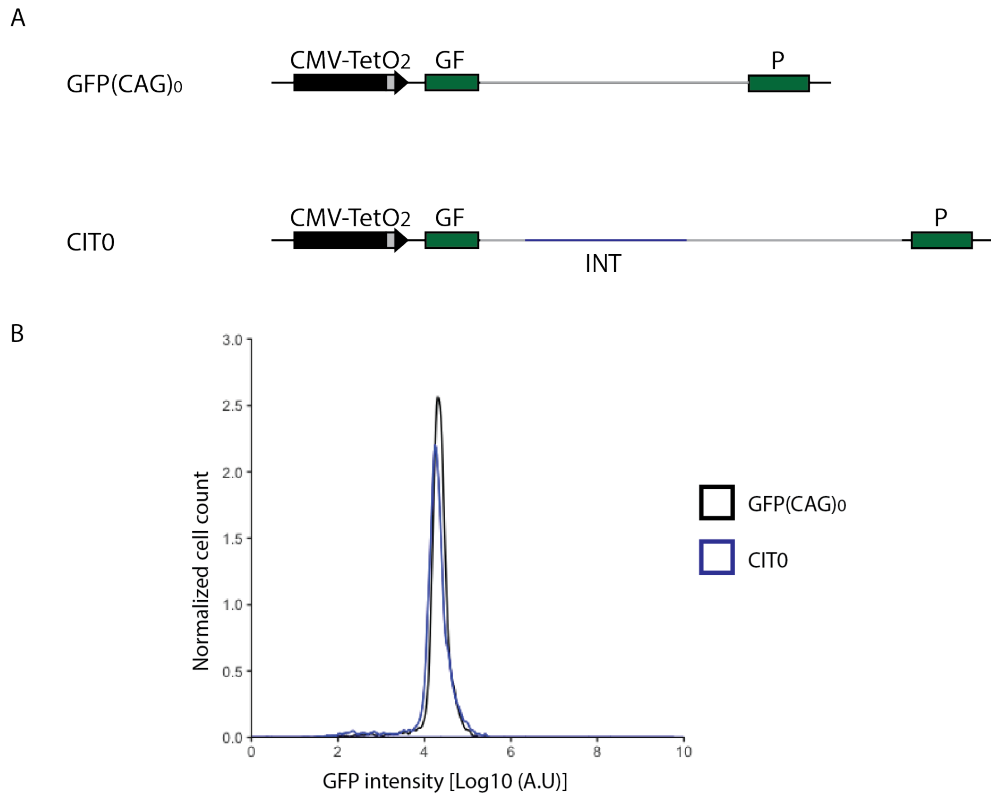 A
CMV-TetO2 GF P
GFP(CAG)0
CMV-TetO2 GF P
CIT0
INT
B
3.0
2.5
2.0
1.5
1.0
0.5
0.0
0 2 4 6 8 10
Normalized cell count
GFP intensity [Log10 (A.U)]
GFP(CAG)0
CIT0